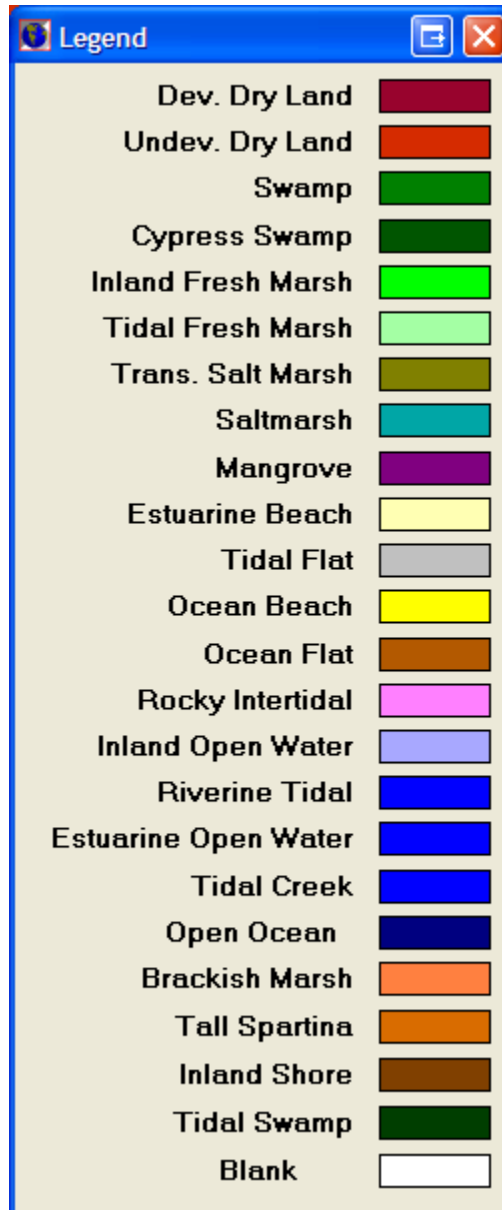 Legend
Dev. Dry Land
Undev. Dry Land
Swamp
Cypress Swamp
Inland Fresh Marsh
Tidal Fresh Marsh
Trans. Salt Marsh
Saltmarsh
Mangrove
Estuarine Beach
Tidal Flat
Ocean Beach
Ocean Flat
Rocky Intertidal
Inland Open Water
Riverine Tidal
Estuarine Open Water
Tidal Creek
Open Ocean
Brackish Marsh
Tall Spartina
Inland Shore
Tidal Swamp
Blank